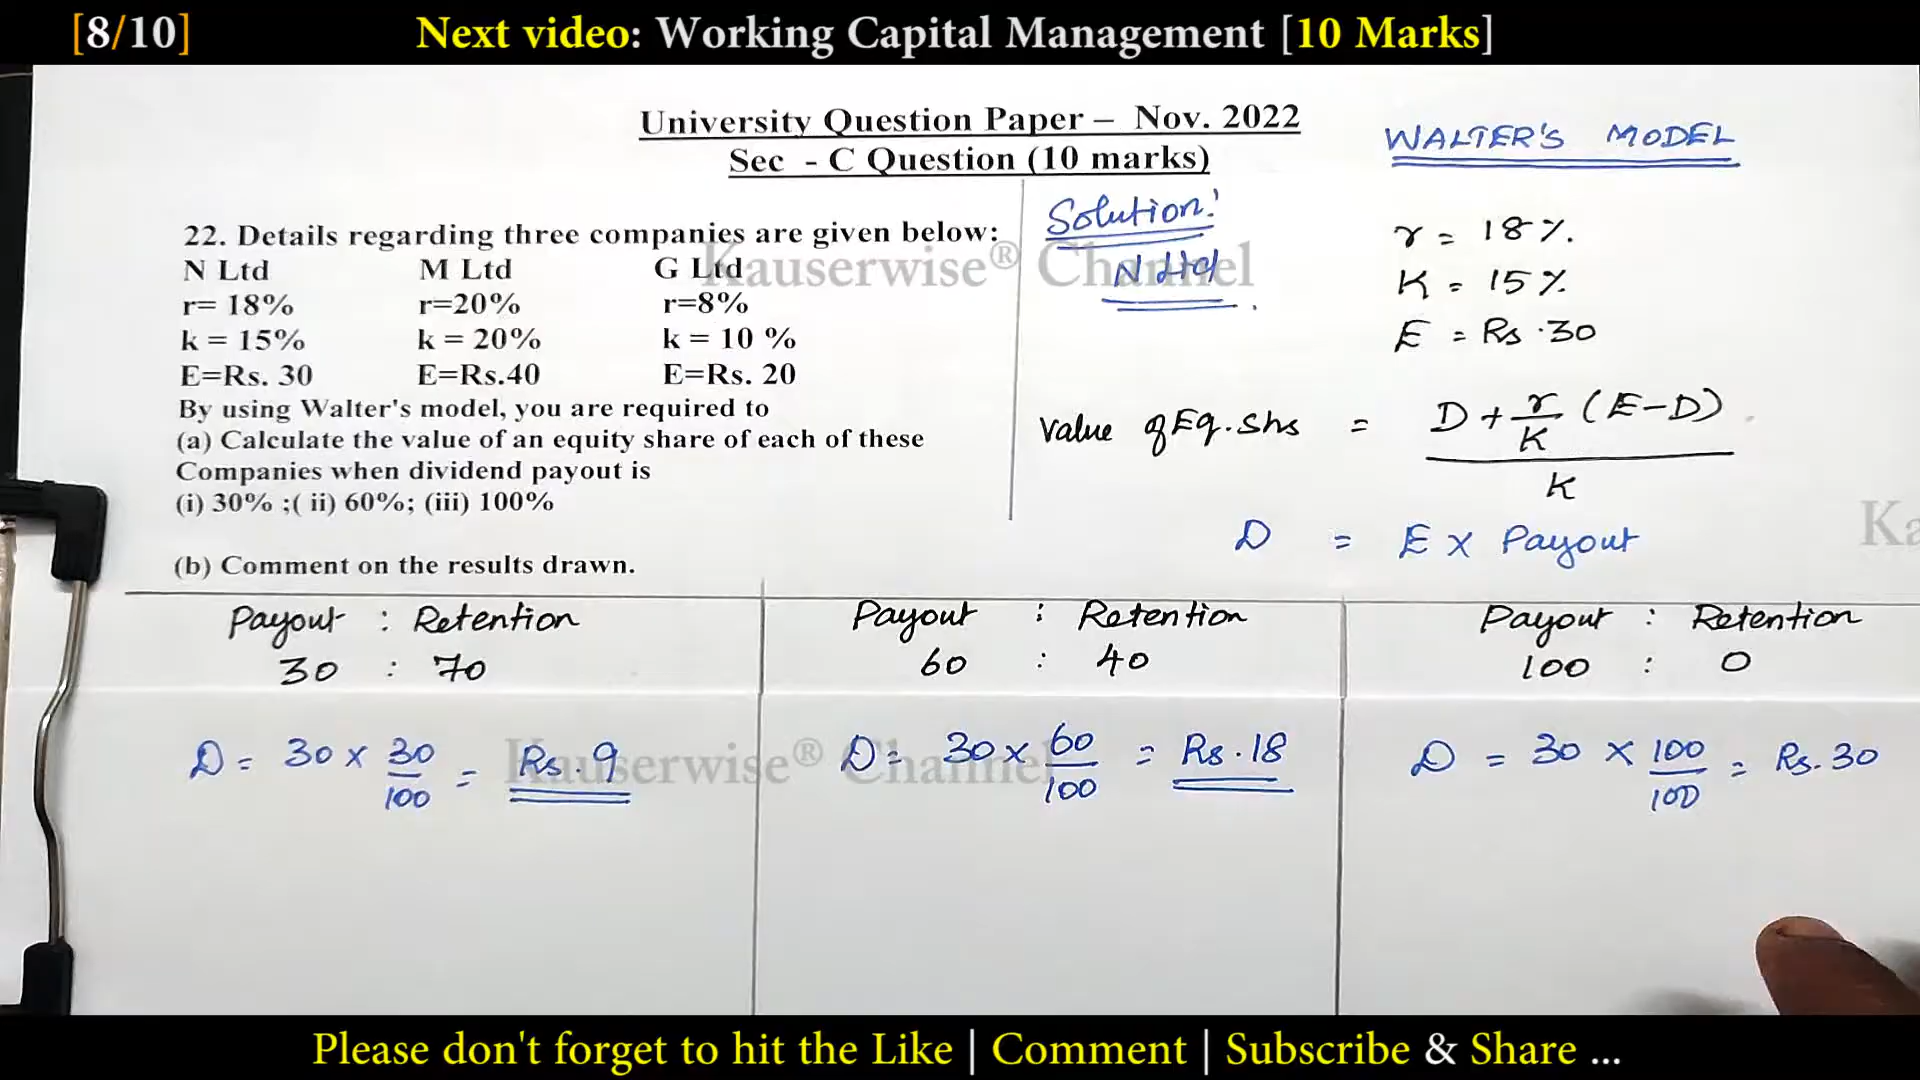 [8/10] Next video: Working Capital Management [10 Marks]
University Question Paper – Nov. 2022
Sec - C Question (10 marks)
WALTER'S MODEL
22. Details regarding three companies are given below:
N Ltd M Ltd G Ltd
r= 18% r=20% r=8%
k = 15% k = 20% k = 10 %
E=Rs. 30 E=Rs.40 E=Rs. 20
By using Walter's model, you are required to
(a) Calculate the value of an equity share of each of these
Companies when dividend payout is
(i) 30% ;( ii) 60%; (iii) 100%
(b) Comment on the results drawn.
Solution:
N Ltd
Kauserwise® Channel
r = 18%.
K = 15%.
E = Rs.30
Value of Eq. Shs = D + r/K (E-D) / K
Ka
D = E x Payout
Payout : Retention
30 : 70
D = 30 x 30/100 = Rs. 9
Payout : Retention
60 : 40
D = 30 x 60/100 = Rs. 18
Payout : Retention
100 : 0
D = 30 x 100/100 = Rs. 30
Kauserwise® Channel
Please don't forget to hit the Like | Comment | Subscribe & Share ...